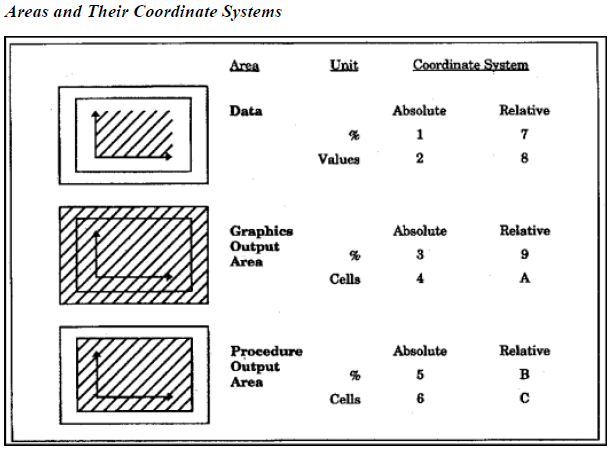 Areas and Their Coordinate Systems
Area Unit Coordinate System
Data Absolute Relative
% 1 7
Values 2 8
Graphics Absolute Relative
Output
Area % 3 9
Cells 4 A
Procedure Absolute Relative
Output
Area % 5 B
Cells 6 C